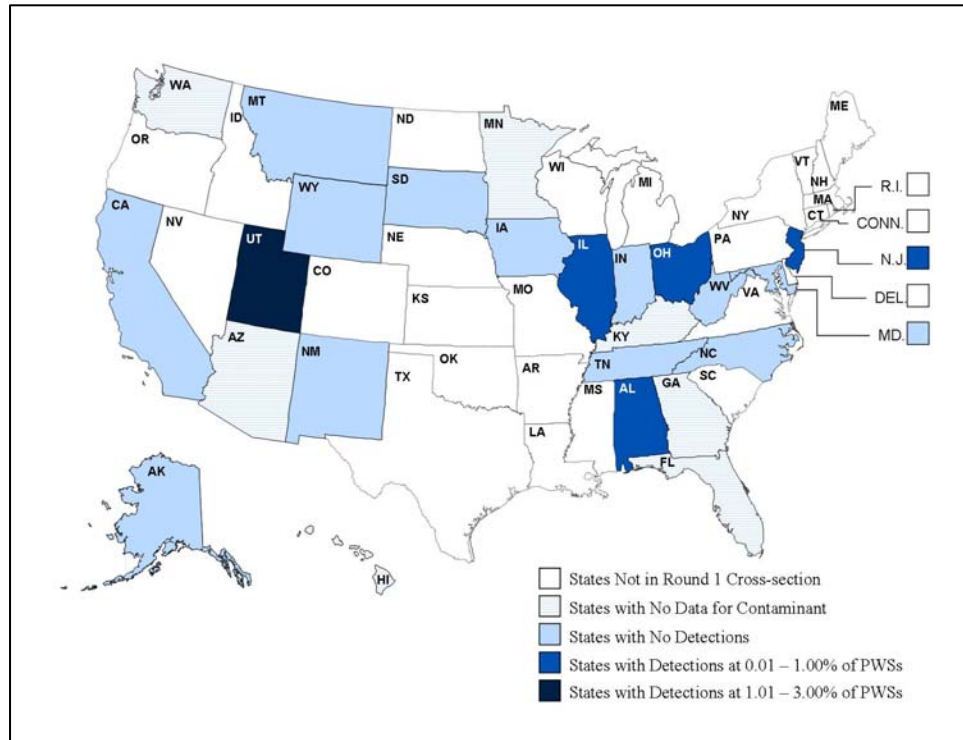 WA
MT
ND
MN
ME
ID
OR
VT
NH
WI
MI
MA
R.I.
SD
WY
NY
CT
CONN.
CA
NV
IA
PA
UT
NE
IL
IN
OH
N.J.
CO
WV
VA
DEL.
KS
MO
KY
MD.
AZ
NM
OK
TN
NC
AR
SC
TX
MS
AL
GA
LA
FL
AK
HI
States Not in Round 1 Cross-section
States with No Data for Contaminant
States with No Detections
States with Detections at 0.01 – 1.00% of PWSs
States with Detections at 1.01 – 3.00% of PWSs